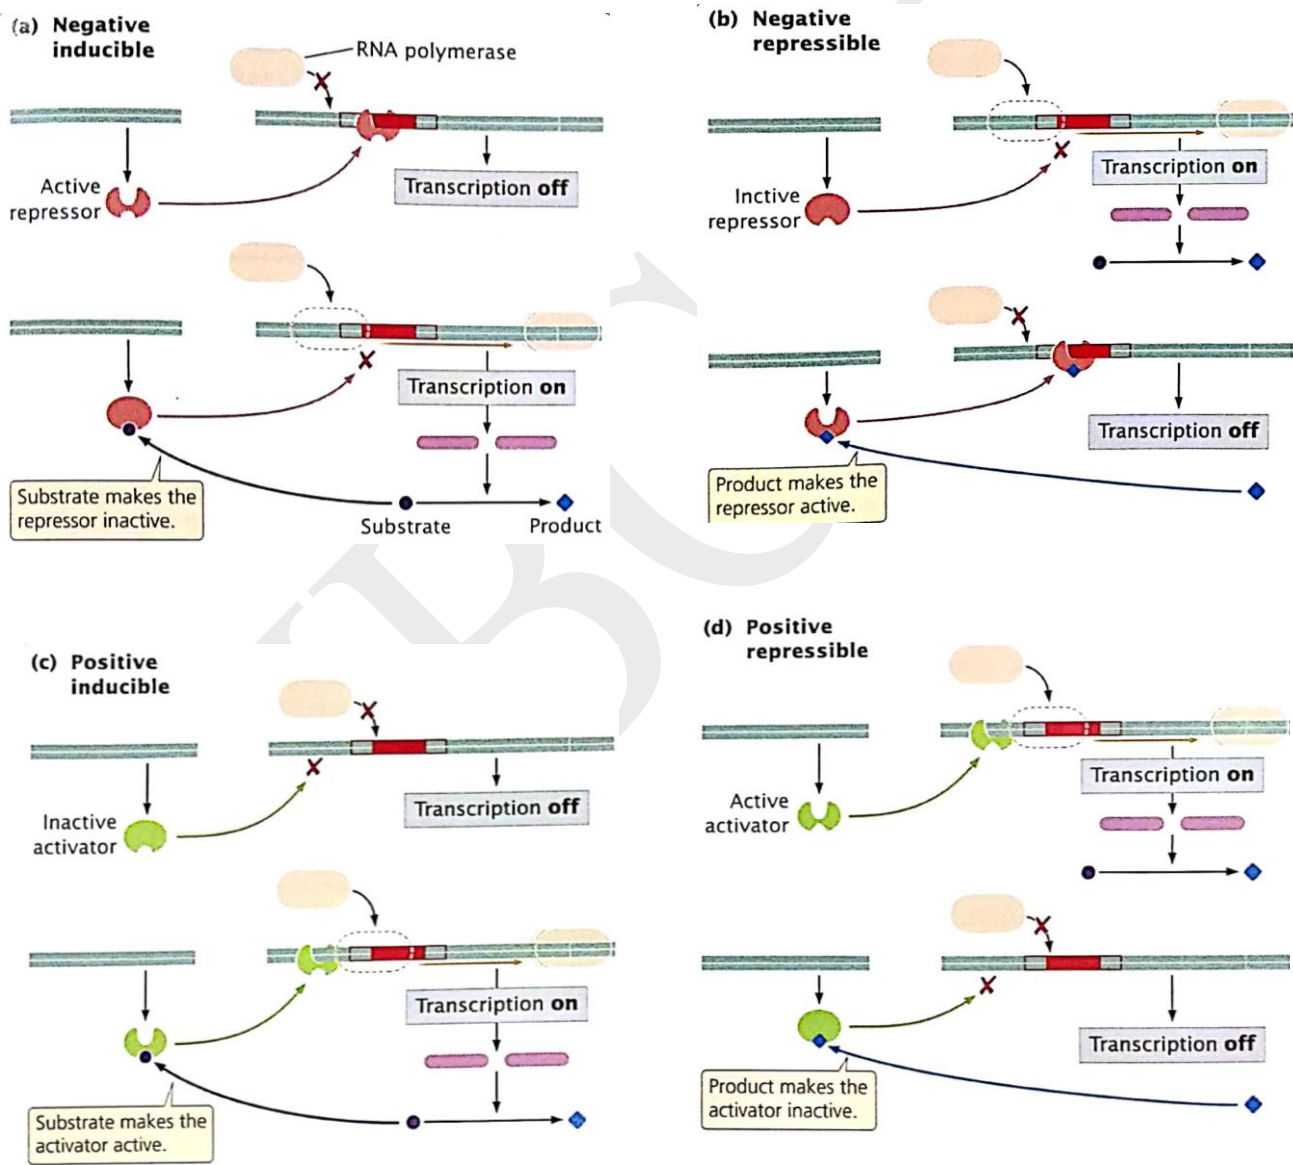 (a) Negative
inducible
RNA polymerase
Active
repressor
Transcription off
Transcription on
Substrate makes the
repressor inactive.
Substrate
Product
(b) Negative
repressible
Inctive
repressor
Transcription on
Transcription off
Product makes the
repressor active.
(c) Positive
inducible
Inactive
activator
Transcription off
Transcription on
Substrate makes the
activator active.
(d) Positive
repressible
Active
activator
Transcription on
Transcription off
Product makes the
activator inactive.